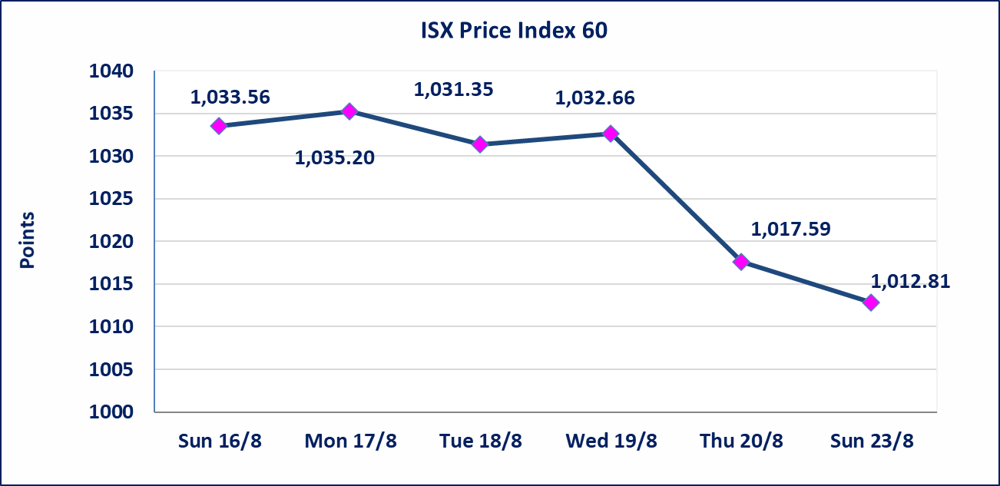 ISX Price Index 60
Points
1040
1035
1030
1025
1020
1015
1010
1005
1000
1,033.56
1,035.20
1,031.35
1,032.66
1,017.59
1,012.81
Sun 16/8
Mon 17/8
Tue 18/8
Wed 19/8
Thu 20/8
Sun 23/8